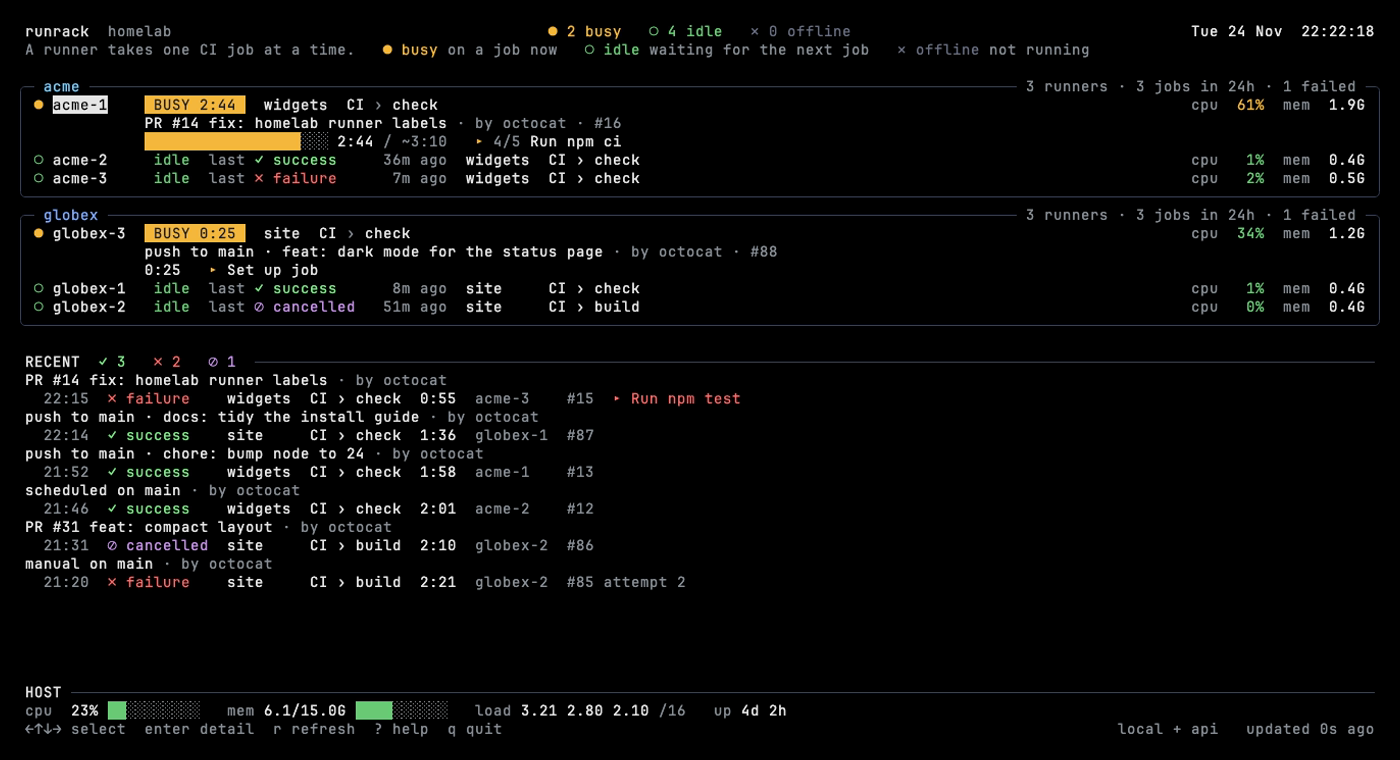 runrack homelab ● 2 busy ○ 4 idle × 0 offline Tue 24 Nov 22:22:18
A runner takes one CI job at a time. ● busy on a job now ○ idle waiting for the next job × offline not running
acme 3 runners · 3 jobs in 24h · 1 failed
● acme-1 BUSY 2:44 widgets CI › check cpu 61% mem 1.9G
PR #14 fix: homelab runner labels · by octocat · #16
2:44 / ~3:10 ▸ 4/5 Run npm ci
○ acme-2 idle last ✓ success 36m ago widgets CI › check cpu 1% mem 0.4G
○ acme-3 idle last × failure 7m ago widgets CI › check cpu 2% mem 0.5G
globex 3 runners · 3 jobs in 24h · 1 failed
● globex-3 BUSY 0:25 site CI › check cpu 34% mem 1.2G
push to main · feat: dark mode for the status page · by octocat · #88
0:25 ▸ Set up job
○ globex-1 idle last ✓ success 8m ago site CI › check cpu 1% mem 0.4G
○ globex-2 idle last ⊘ cancelled 51m ago site CI › build cpu 0% mem 0.4G
RECENT ✓ 3 × 2 ⊘ 1
PR #14 fix: homelab runner labels · by octocat
22:15 × failure widgets CI › check 0:55 acme-3 #15 ▸ Run npm test
push to main · docs: tidy the install guide · by octocat
22:14 ✓ success site CI › check 1:36 globex-1 #87
push to main · chore: bump node to 24 · by octocat
21:52 ✓ success widgets CI › check 1:58 acme-1 #13
scheduled on main · by octocat
21:46 ✓ success widgets CI › check 2:01 acme-2 #12
PR #31 feat: compact layout · by octocat
21:31 ⊘ cancelled site CI › build 2:10 globex-2 #86
manual on main · by octocat
21:20 × failure site CI › build 2:21 globex-2 #85 attempt 2
HOST
cpu 23% mem 6.1/15.0G load 3.21 2.80 2.10 /16 up 4d 2h
←↑↓→ select enter detail r refresh ? help q quit local + api updated 0s ago